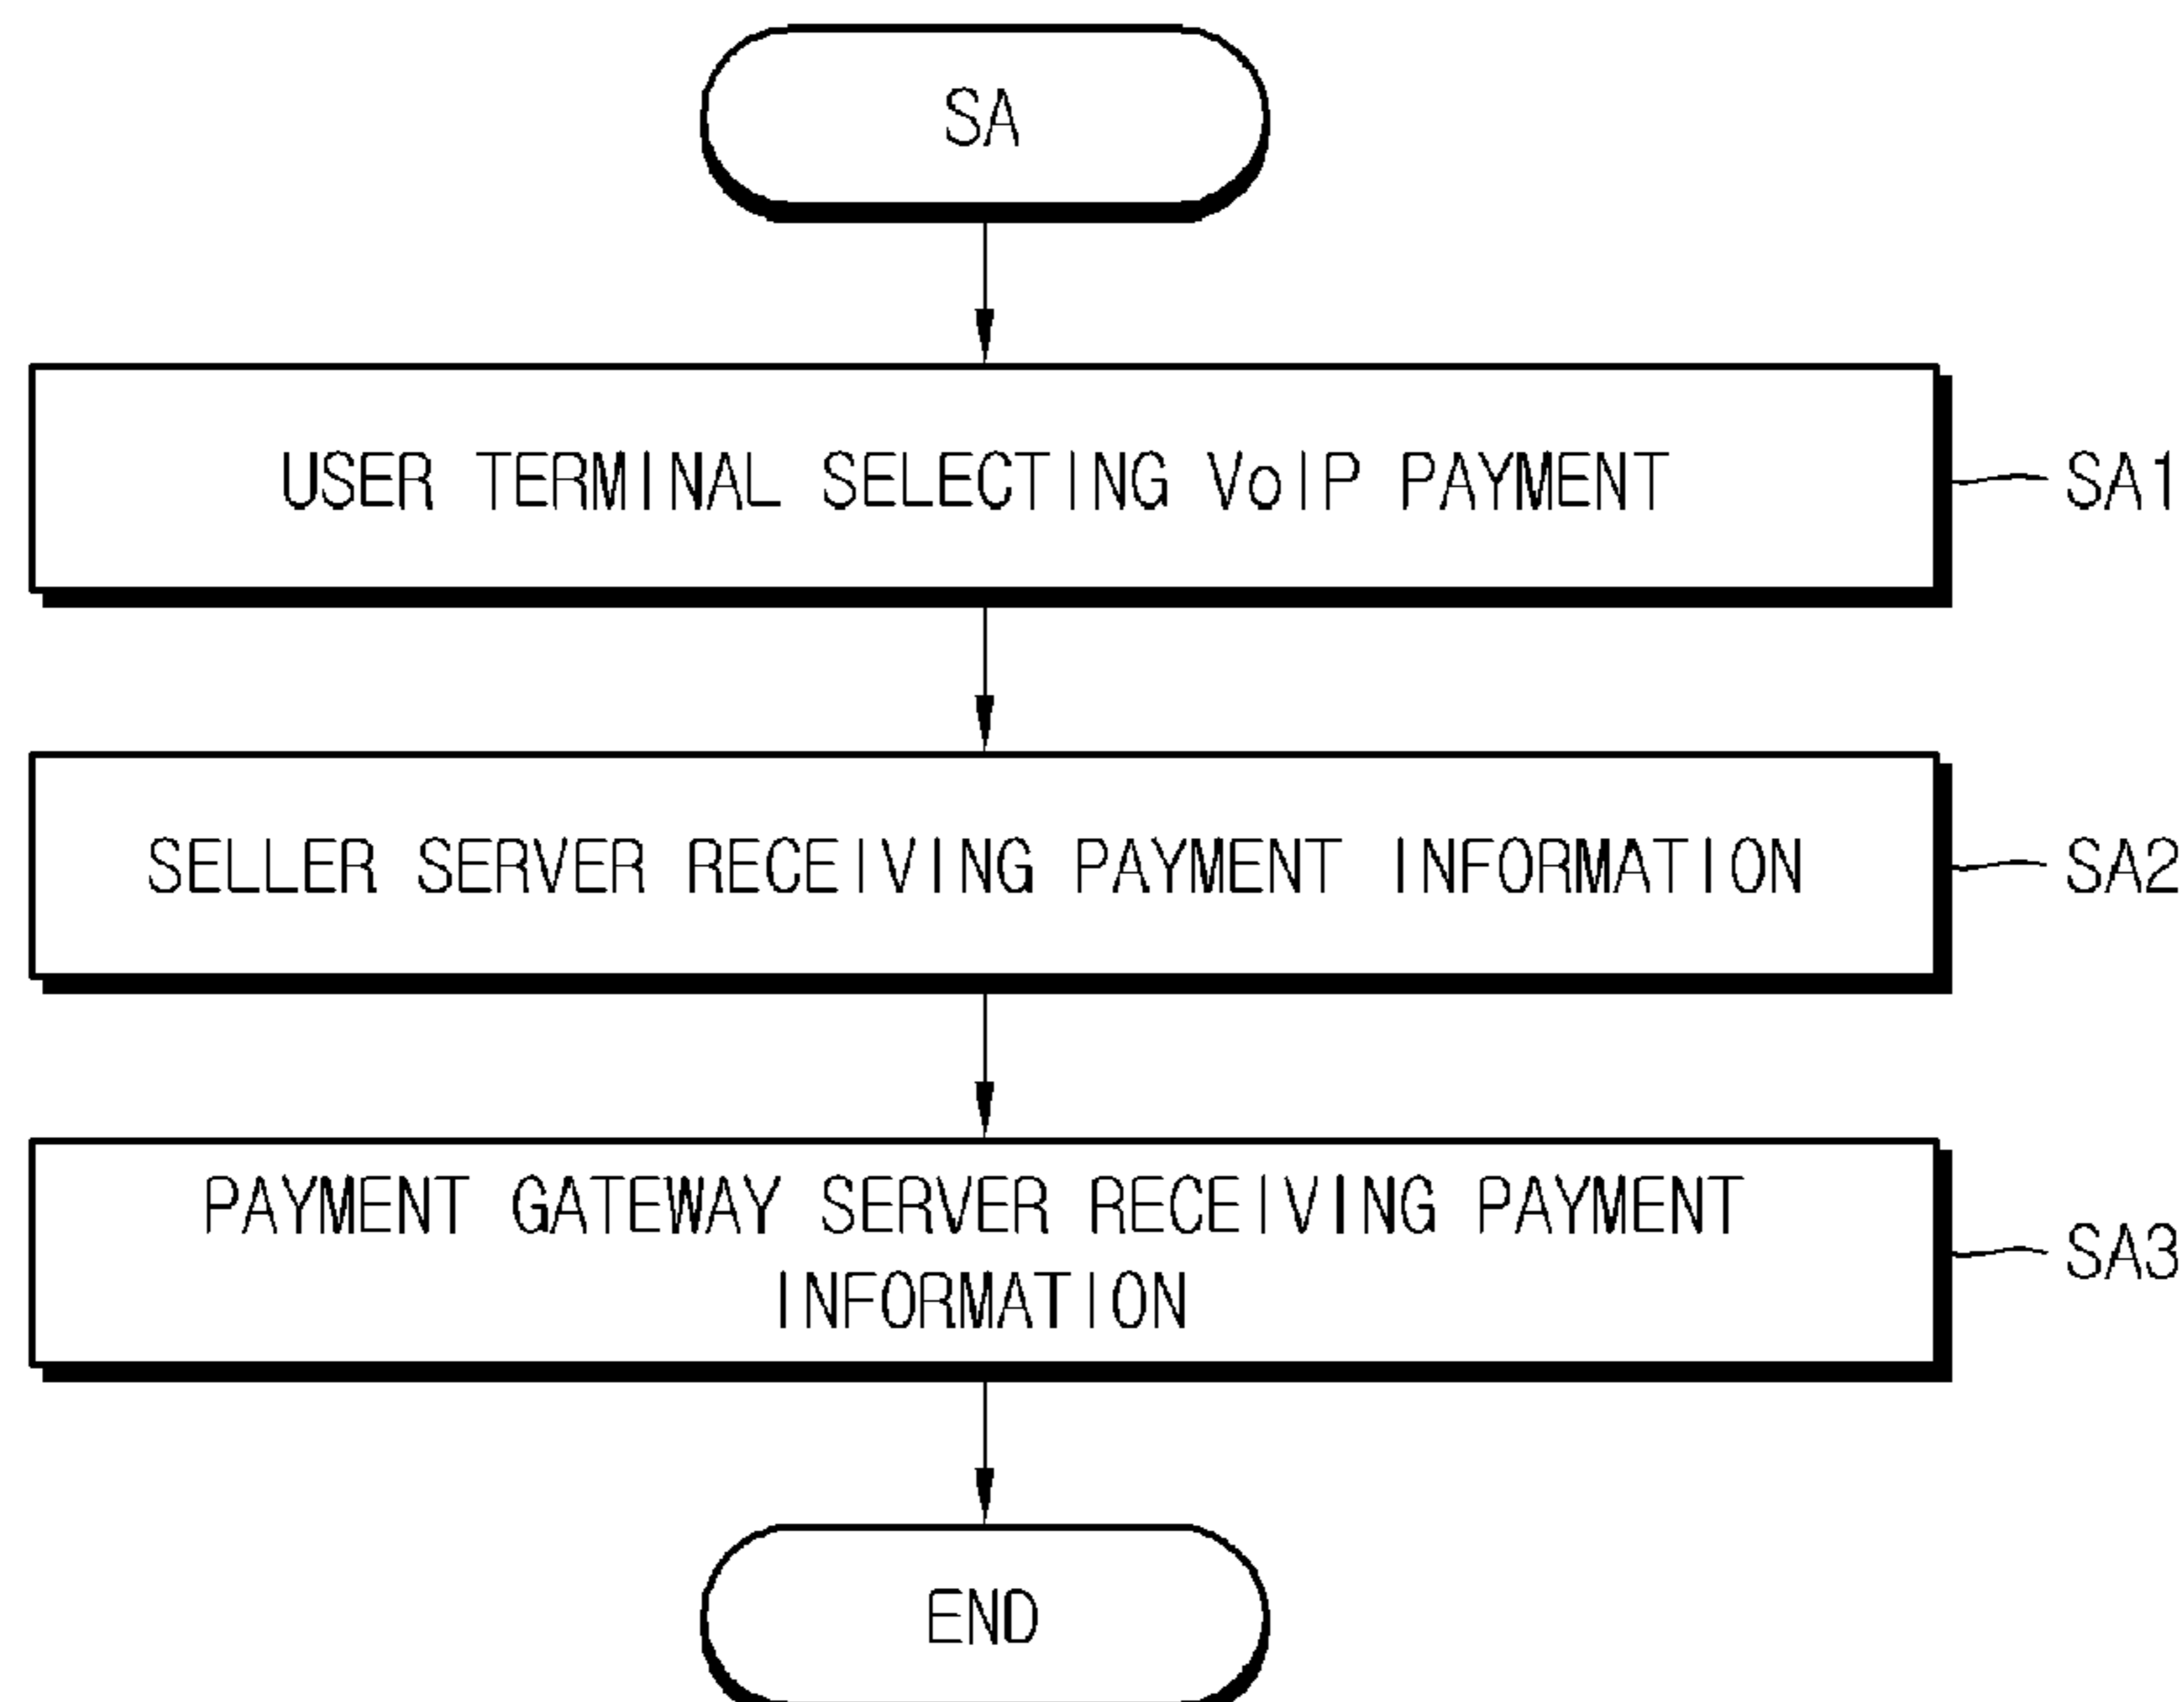 SA
USER TERMINAL SELECTING VoIP PAYMENT
SA1
SELLER SERVER RECEIVING PAYMENT INFORMATION
SA2
PAYMENT GATEWAY SERVER RECEIVING PAYMENT
INFORMATION
SA3
END